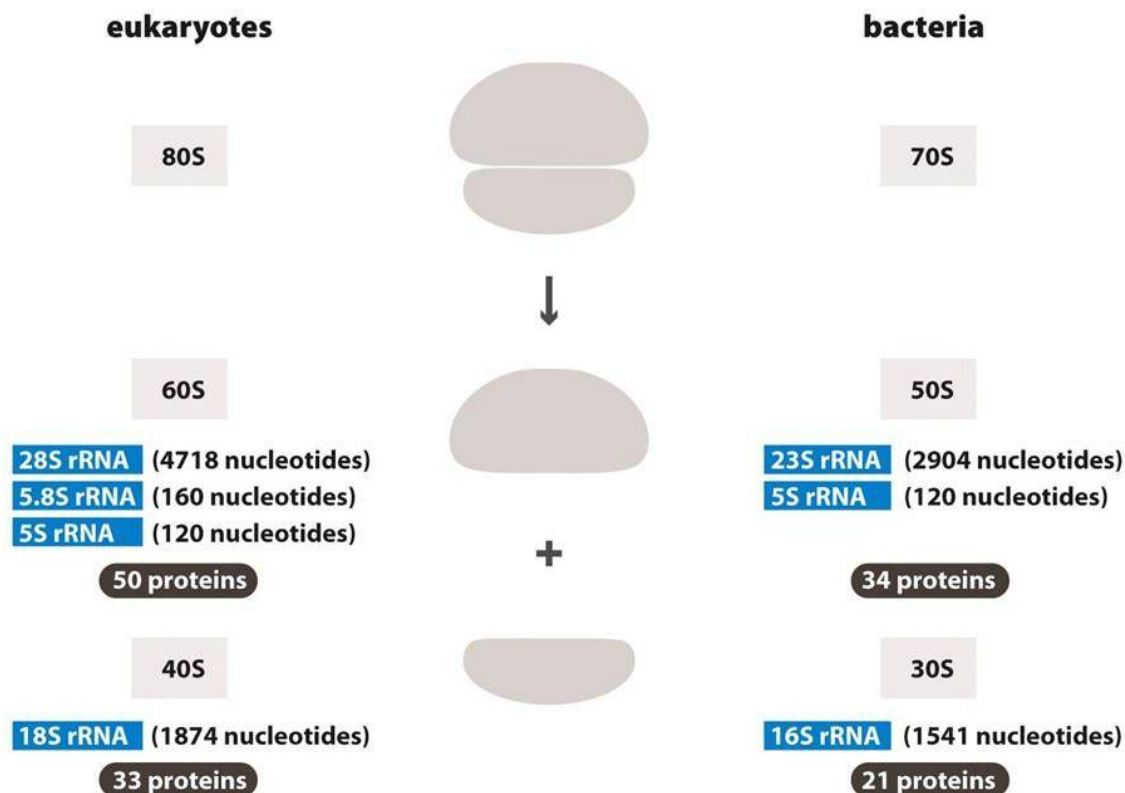 eukaryotes
bacteria
80S
70S
60S
50S
28S rRNA (4718 nucleotides)
23S rRNA (2904 nucleotides)
5.8S rRNA (160 nucleotides)
5S rRNA (120 nucleotides)
5S rRNA (120 nucleotides)
+
50 proteins
34 proteins
40S
30S
18S rRNA (1874 nucleotides)
16S rRNA (1541 nucleotides)
33 proteins
21 proteins